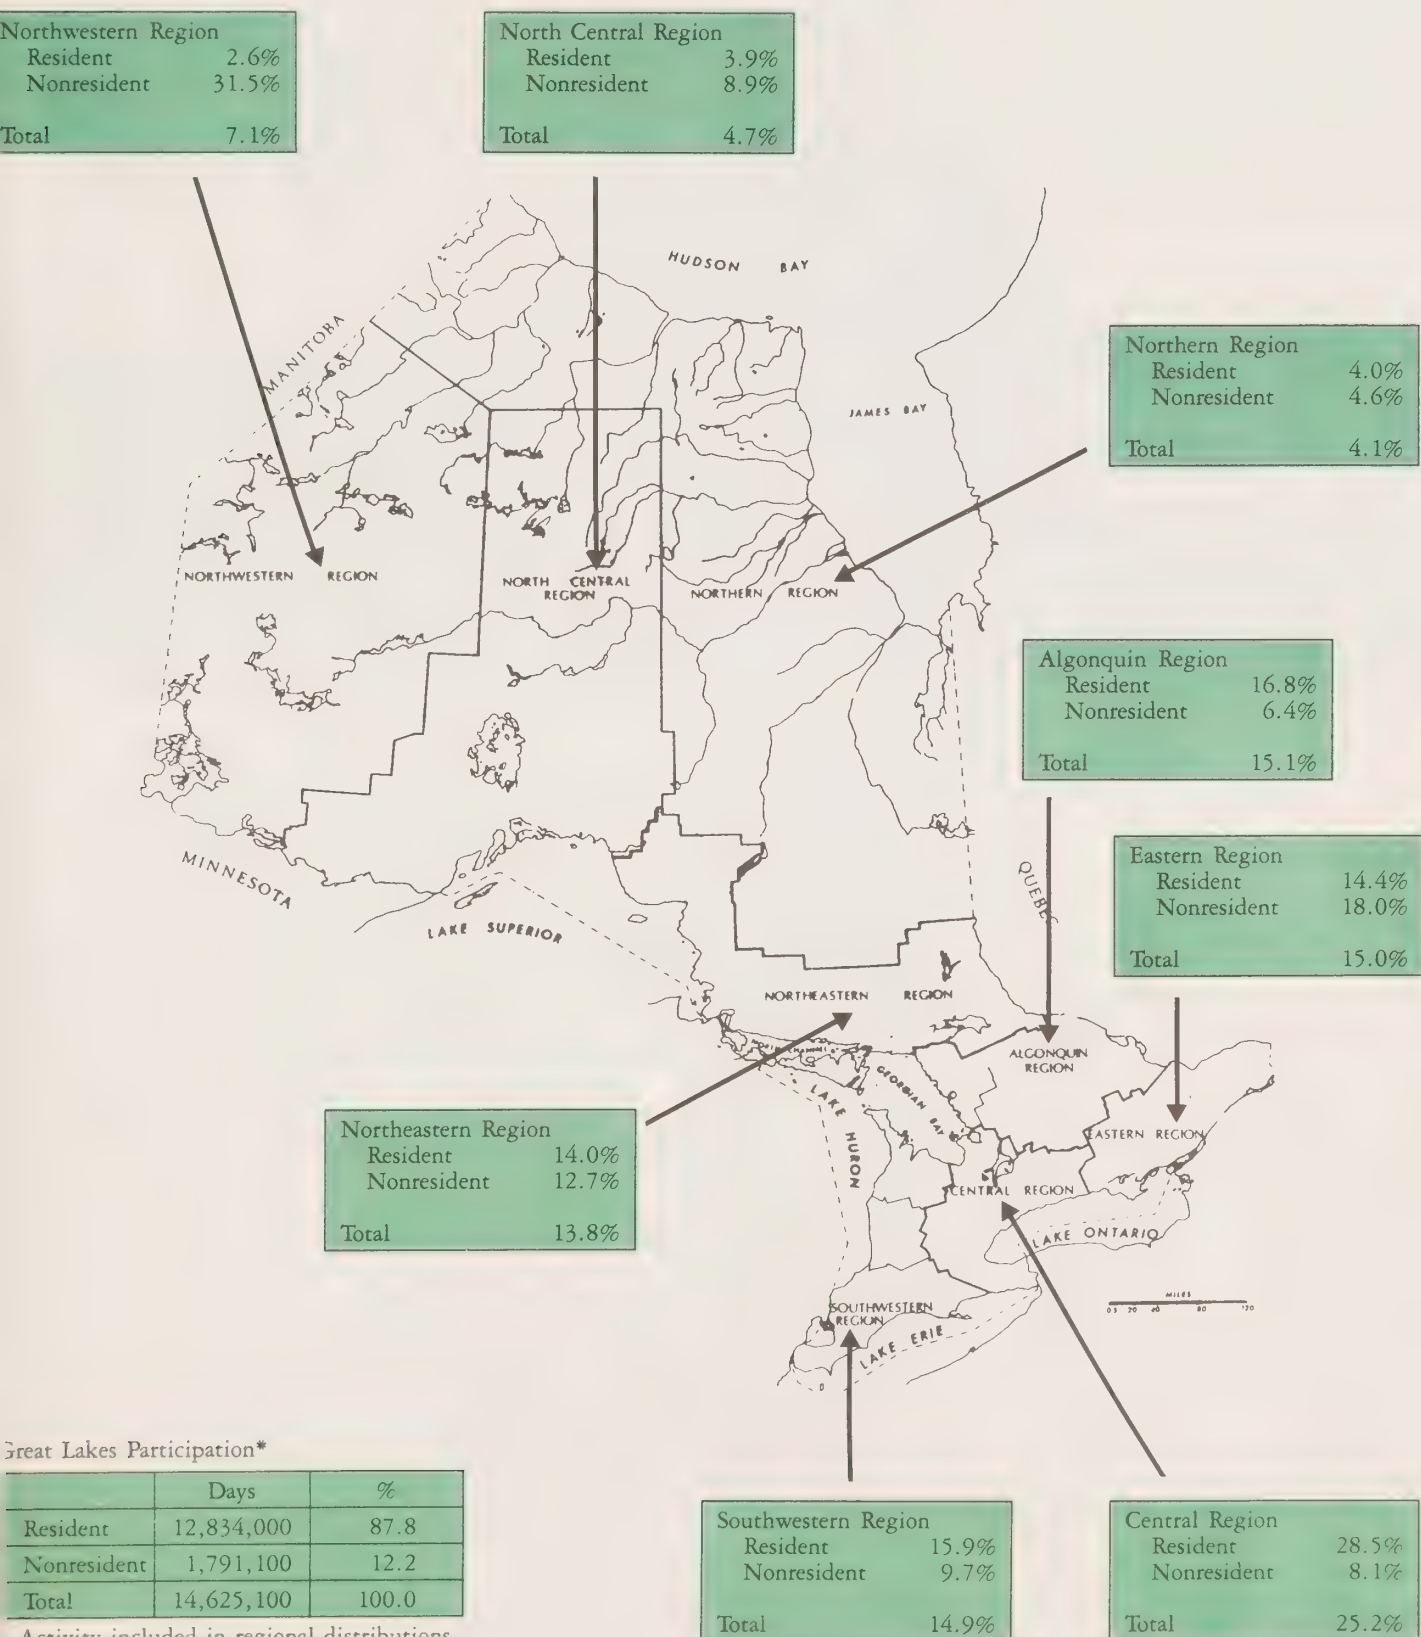 Northwestern Region
Resident 2.6%
Nonresident 31.5%
Total 7.1%
North Central Region
Resident 3.9%
Nonresident 8.9%
Total 4.7%
HUDSON BAY
MANITOBA
Northern Region
Resident 4.0%
Nonresident 4.6%
Total 4.1%
JAMES BAY
NORTHWESTERN REGION
NORTH CENTRAL
REGION
NORTHERN REGION
Algonquin Region
Resident 16.8%
Nonresident 6.4%
Total 15.1%
MINNESOTA
LAKE SUPERIOR
QUEBEC
Eastern Region
Resident 14.4%
Nonresident 18.0%
Total 15.0%
NORTHEASTERN REGION
NORTH CHANNEL
ALGONQUIN
REGION
GEORGIAN BAY
LAKE HURON
EASTERN REGION
Northeastern Region
Resident 14.0%
Nonresident 12.7%
Total 13.8%
CENTRAL REGION
LAKE ONTARIO
MILES
20 40 80 120
SOUTHWESTERN
REGION
LAKE ERIE
Great Lakes Participation*
Days %
Resident 12,834,000 87.8
Nonresident 1,791,100 12.2
Total 14,625,100 100.0
Activity included in regional distributions
Southwestern Region
Resident 15.9%
Nonresident 9.7%
Total 14.9%
Central Region
Resident 28.5%
Nonresident 8.1%
Total 25.2%